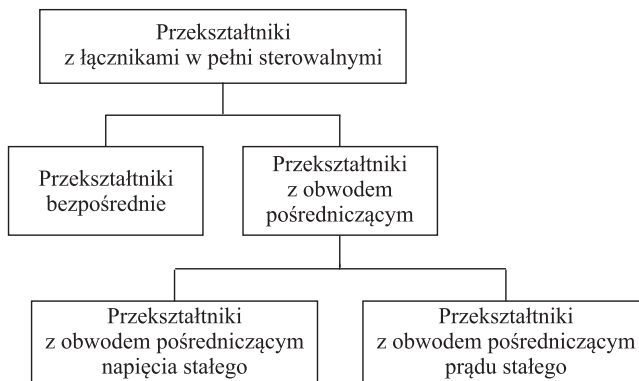 Przekształtniki
z łącznikami w pełni sterowalnymi
Przekształtniki
bezpośrednie
Przekształtniki
z obwodem
pośredniczącym
Przekształtniki
z obwodem pośredniczącym
napięcia stałego
Przekształtniki
z obwodem pośredniczącym
prądu stałego